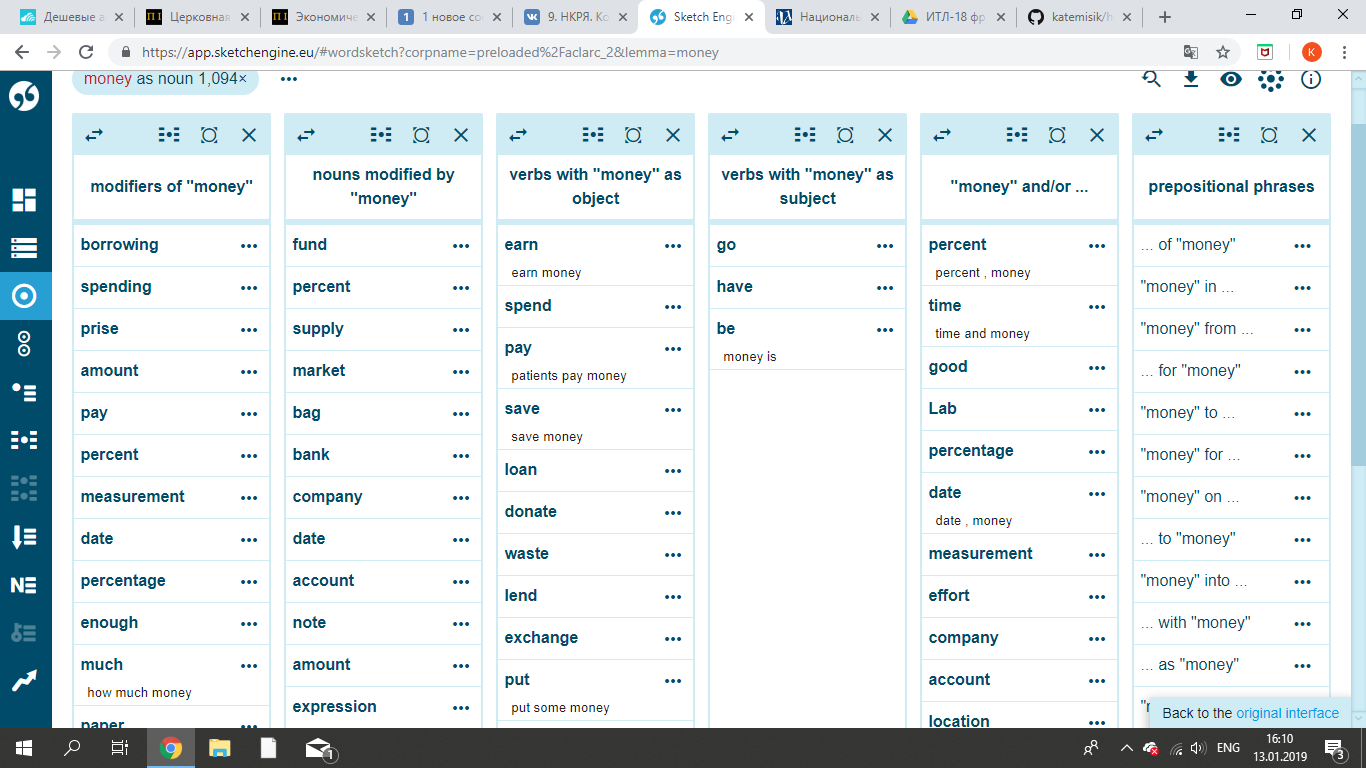 Дешевые а
Церковная
Экономиче
1 новое со
9. НКРЯ. Ко
Sketch Eng
Националь
ИТЛ-18 фр
katemisik/h
https://app.sketchengine.eu/#wordsketch?corpname=preloaded%2Faclarc_2&lemma=money
K
money as noun 1,094×
modifiers of "money"
borrowing
spending
prise
amount
pay
percent
measurement
date
percentage
enough
much
how much money
paper
nouns modified by
"money"
fund
percent
supply
market
bag
bank
company
date
account
note
amount
expression
verbs with "money" as
object
earn
earn money
spend
pay
patients pay money
save
save money
loan
donate
waste
lend
exchange
put
put some money
verbs with "money" as
subject
go
have
be
money is
"money" and/or ...
percent
percent , money
time
time and money
good
Lab
percentage
date
date , money
measurement
effort
company
account
location
prepositional phrases
... of "money"
"money" in ...
"money" from ...
... for "money"
"money" to ...
"money" for ...
"money" on ...
... to "money"
"money" into ...
... with "money"
... as "money"
Back to the original interface
1
ENG
16:10
13.01.2019
3